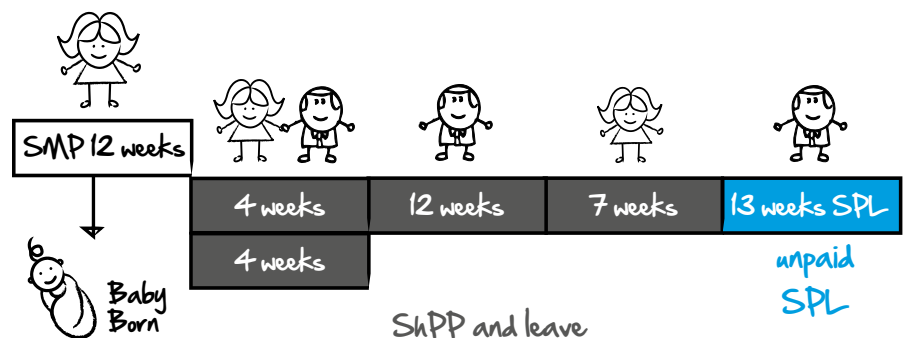 SMP 12 weeks
4 weeks
12 weeks
7 weeks
13 weeks SPL
4 weeks
unpaid
SPL
Baby
Born
ShPP and leave